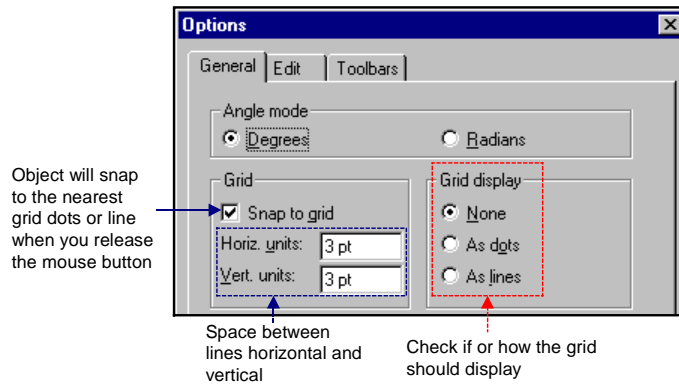 Options
General Edit Toolbars
Angle mode
Degrees Radians
Grid
Snap to grid
Horiz. units: 3 pt
Vert. units: 3 pt
Grid display
None
As dots
As lines
Object will snap
to the nearest
grid dots or line
when you release
the mouse button
Space between
lines horizontal and
vertical
Check if or how the grid
should display